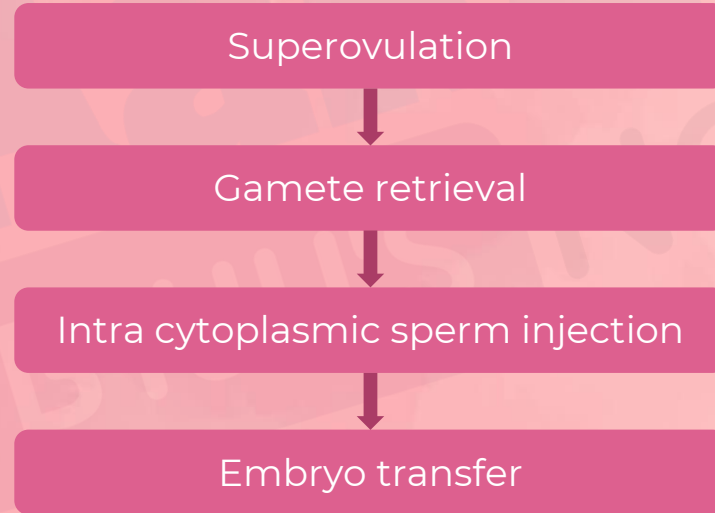 Superovulation
Gamete retrieval
Intra cytoplasmic sperm injection
Embryo transfer